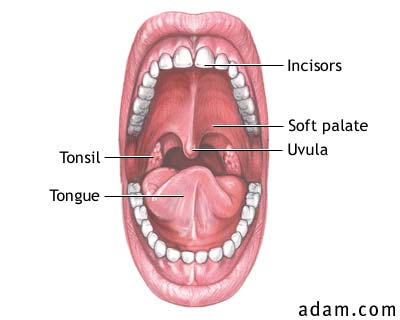 Incisors
Soft palate
Uvula
Tonsil
Tongue
adam.com